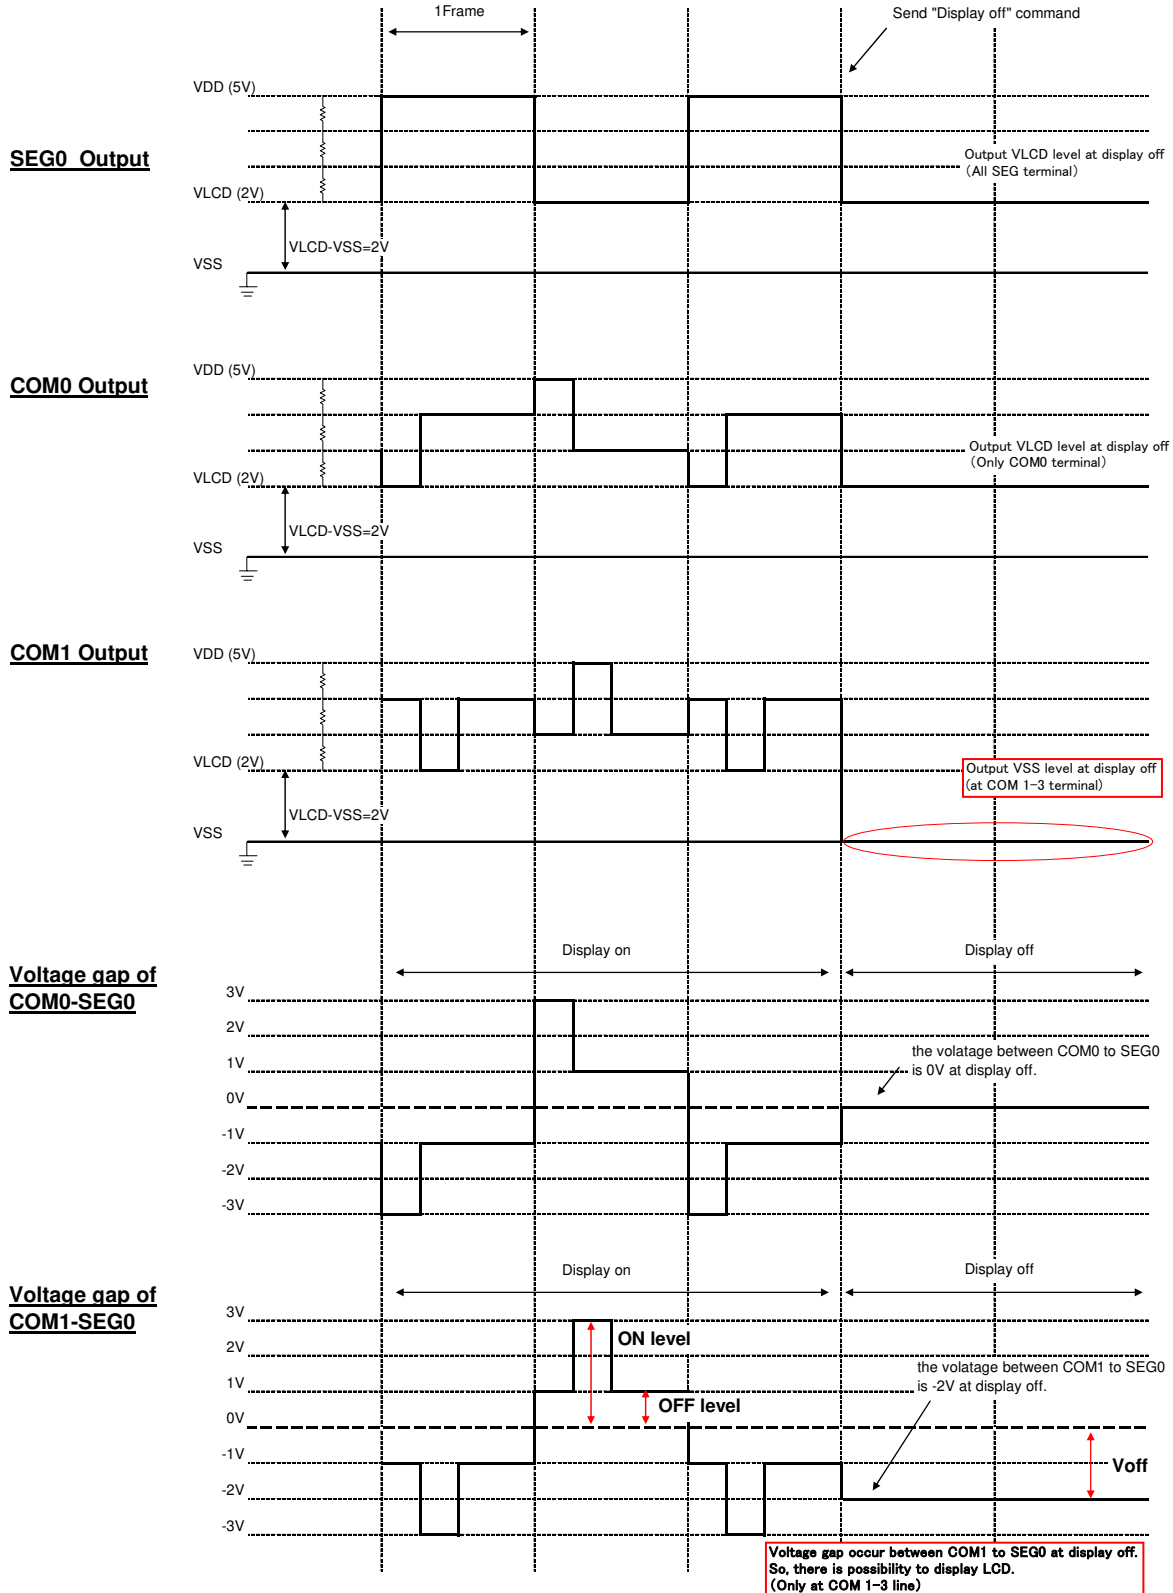 1Frame
Send "Display off" command
VDD (5V)
SEG0 Output
Output VLCD level at display off
(All SEG terminal)
VLCD (2V)
VLCD-VSS=2V
VSS
VDD (5V)
COM0 Output
Output VLCD level at display off
(Only COM0 terminal)
VLCD (2V)
VLCD-VSS=2V
VSS
COM1 Output
VDD (5V)
VLCD (2V)
Output VSS level at display off
(at COM 1-3 terminal)
VLCD-VSS=2V
VSS
Display on
Display off
Voltage gap of
COM0-SEG0
3V
2V
1V
the volatage between COM0 to SEG0
is 0V at display off.
0V
-1V
-2V
-3V
Display on
Display off
Voltage gap of
COM1-SEG0
3V
ON level
2V
the volatage between COM1 to SEG0
is -2V at display off.
1V
OFF level
0V
-1V
Voff
-2V
-3V
Voltage gap occur between COM1 to SEG0 at display off.
So, there is possibility to display LCD.
(Only at COM 1-3 line)